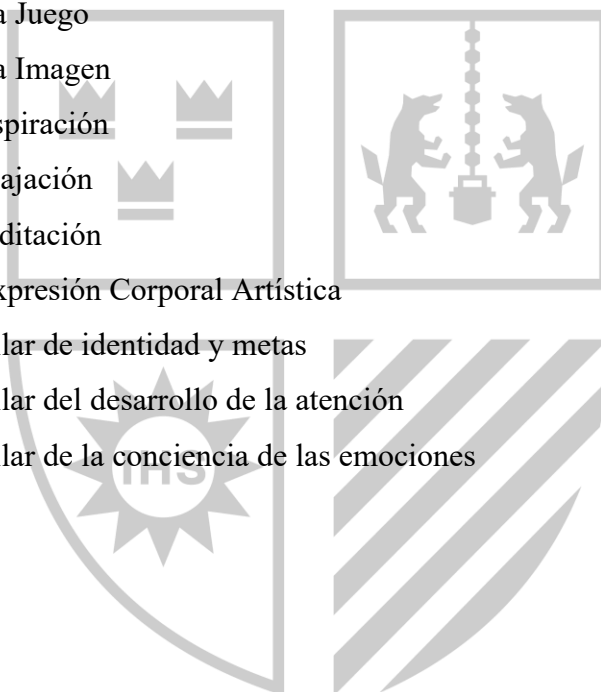 a Juego
a Imagen
spiración
ajación
ditación
xpresión Corporal Artística
lar de identidad y metas
lar del desarrollo de la atención
lar de la conciencia de las emociones
IHS